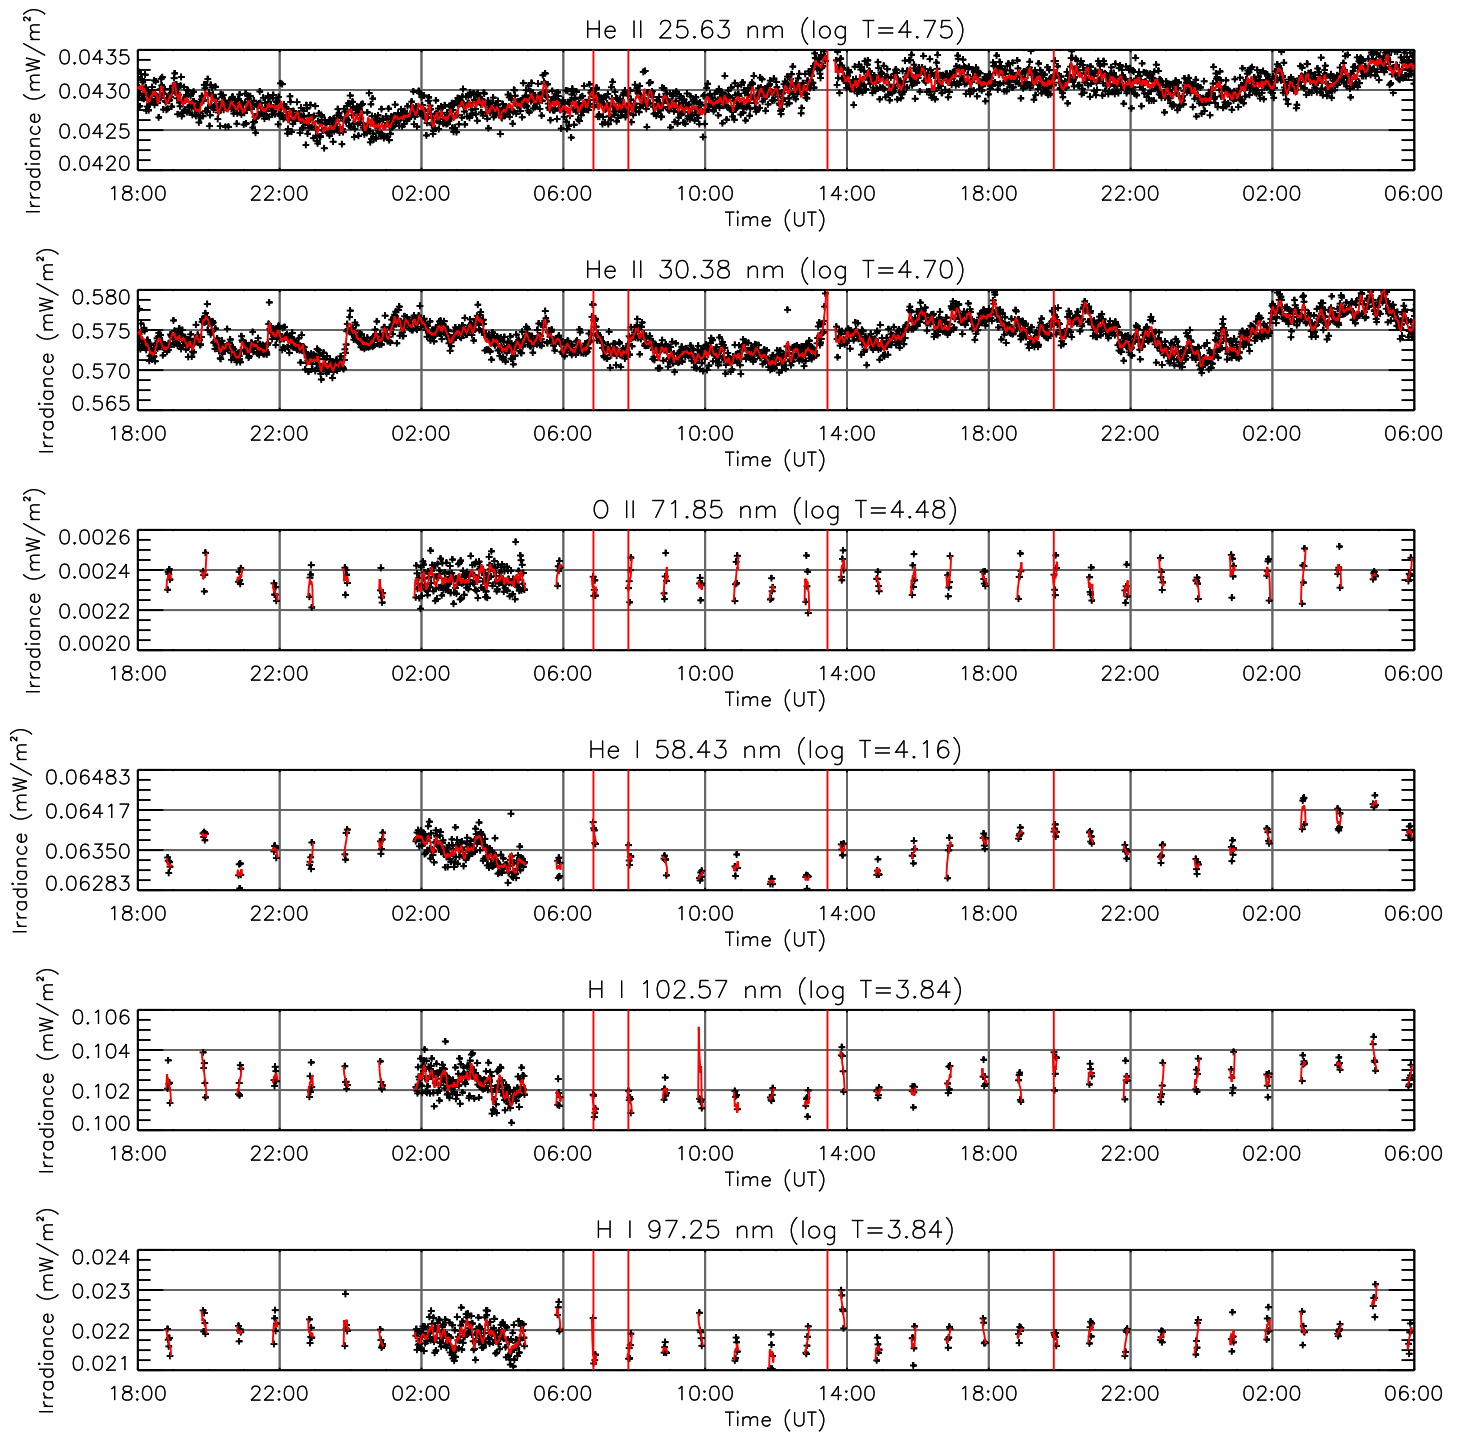 He II 25.63 nm (log T=4.75)
Irradiance (mW/m²)
0.0435
0.0430
0.0425
0.0420
18:00 22:00 02:00 06:00 10:00 14:00 18:00 22:00 02:00 06:00
Time (UT)
He II 30.38 nm (log T=4.70)
Irradiance (mW/m²)
0.580
0.575
0.570
0.565
18:00 22:00 02:00 06:00 10:00 14:00 18:00 22:00 02:00 06:00
Time (UT)
O II 71.85 nm (log T=4.48)
Irradiance (mW/m²)
0.0026
0.0024
0.0022
0.0020
18:00 22:00 02:00 06:00 10:00 14:00 18:00 22:00 02:00 06:00
Time (UT)
He I 58.43 nm (log T=4.16)
Irradiance (mW/m²)
0.06483
0.06417
0.06350
0.06283
18:00 22:00 02:00 06:00 10:00 14:00 18:00 22:00 02:00 06:00
Time (UT)
H I 102.57 nm (log T=3.84)
Irradiance (mW/m²)
0.106
0.104
0.102
0.100
18:00 22:00 02:00 06:00 10:00 14:00 18:00 22:00 02:00 06:00
Time (UT)
H I 97.25 nm (log T=3.84)
Irradiance (mW/m²)
0.024
0.023
0.022
0.021
18:00 22:00 02:00 06:00 10:00 14:00 18:00 22:00 02:00 06:00
Time (UT)